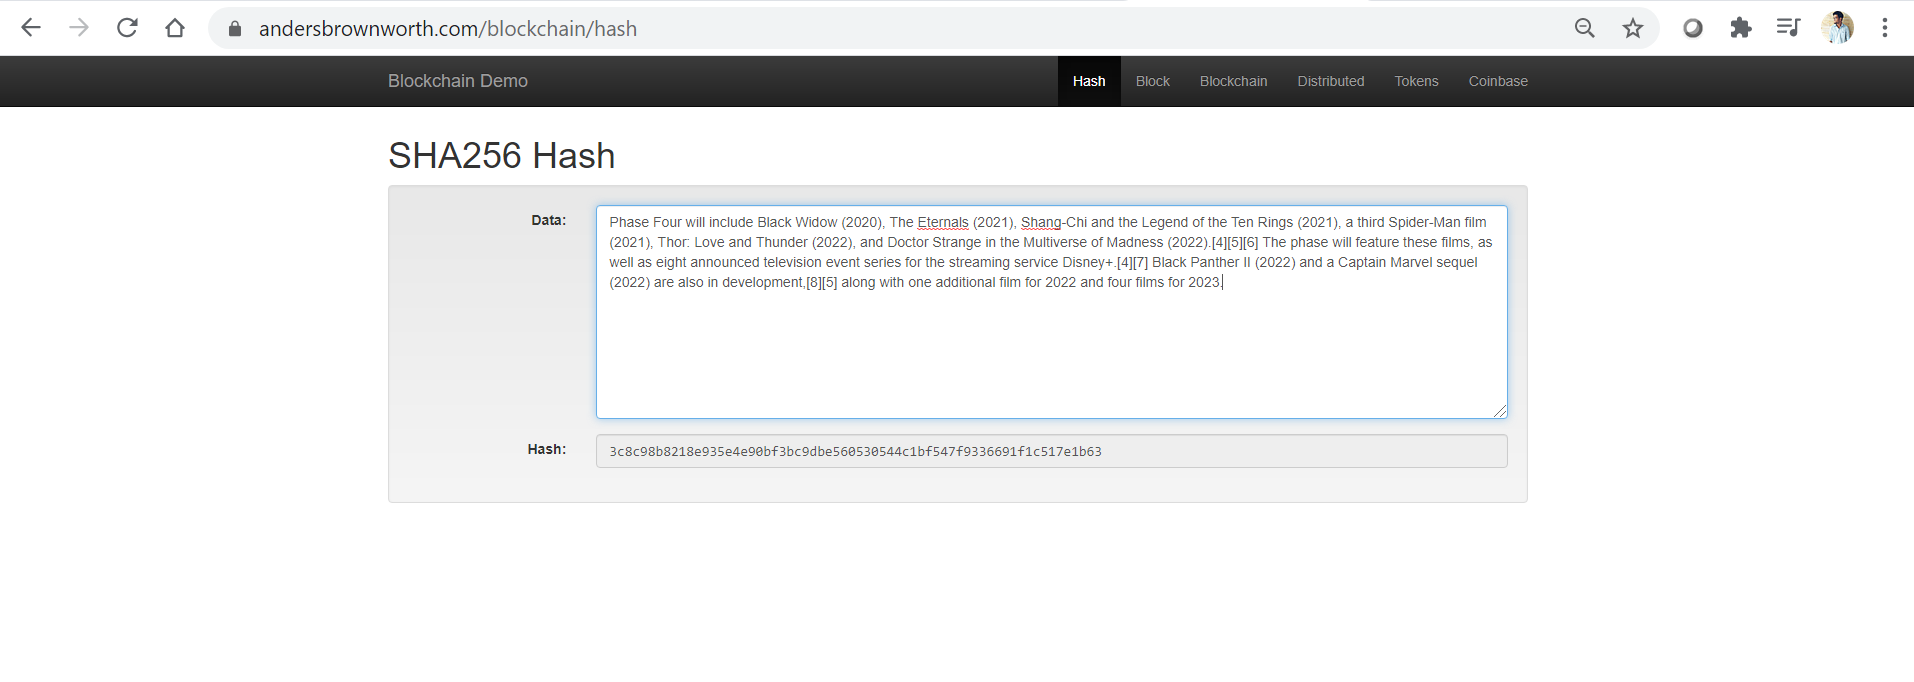 andersbrownworth.com/blockchain/hash
Blockchain Demo Hash Block Blockchain Distributed Tokens Coinbase
SHA256 Hash
Data: Phase Four will include Black Widow (2020), The Eternals (2021), Shang-Chi and the Legend of the Ten Rings (2021), a third Spider-Man film
(2021), Thor: Love and Thunder (2022), and Doctor Strange in the Multiverse of Madness (2022).[4][5][6] The phase will feature these films, as
well as eight announced television event series for the streaming service Disney+.[4][7] Black Panther II (2022) and a Captain Marvel sequel
(2022) are also in development,[8][5] along with one additional film for 2022 and four films for 2023.
Hash: 3c8c98b8218e935e4e90bf3bc9dbe560530544c1bf547f9336691f1c517e1b63